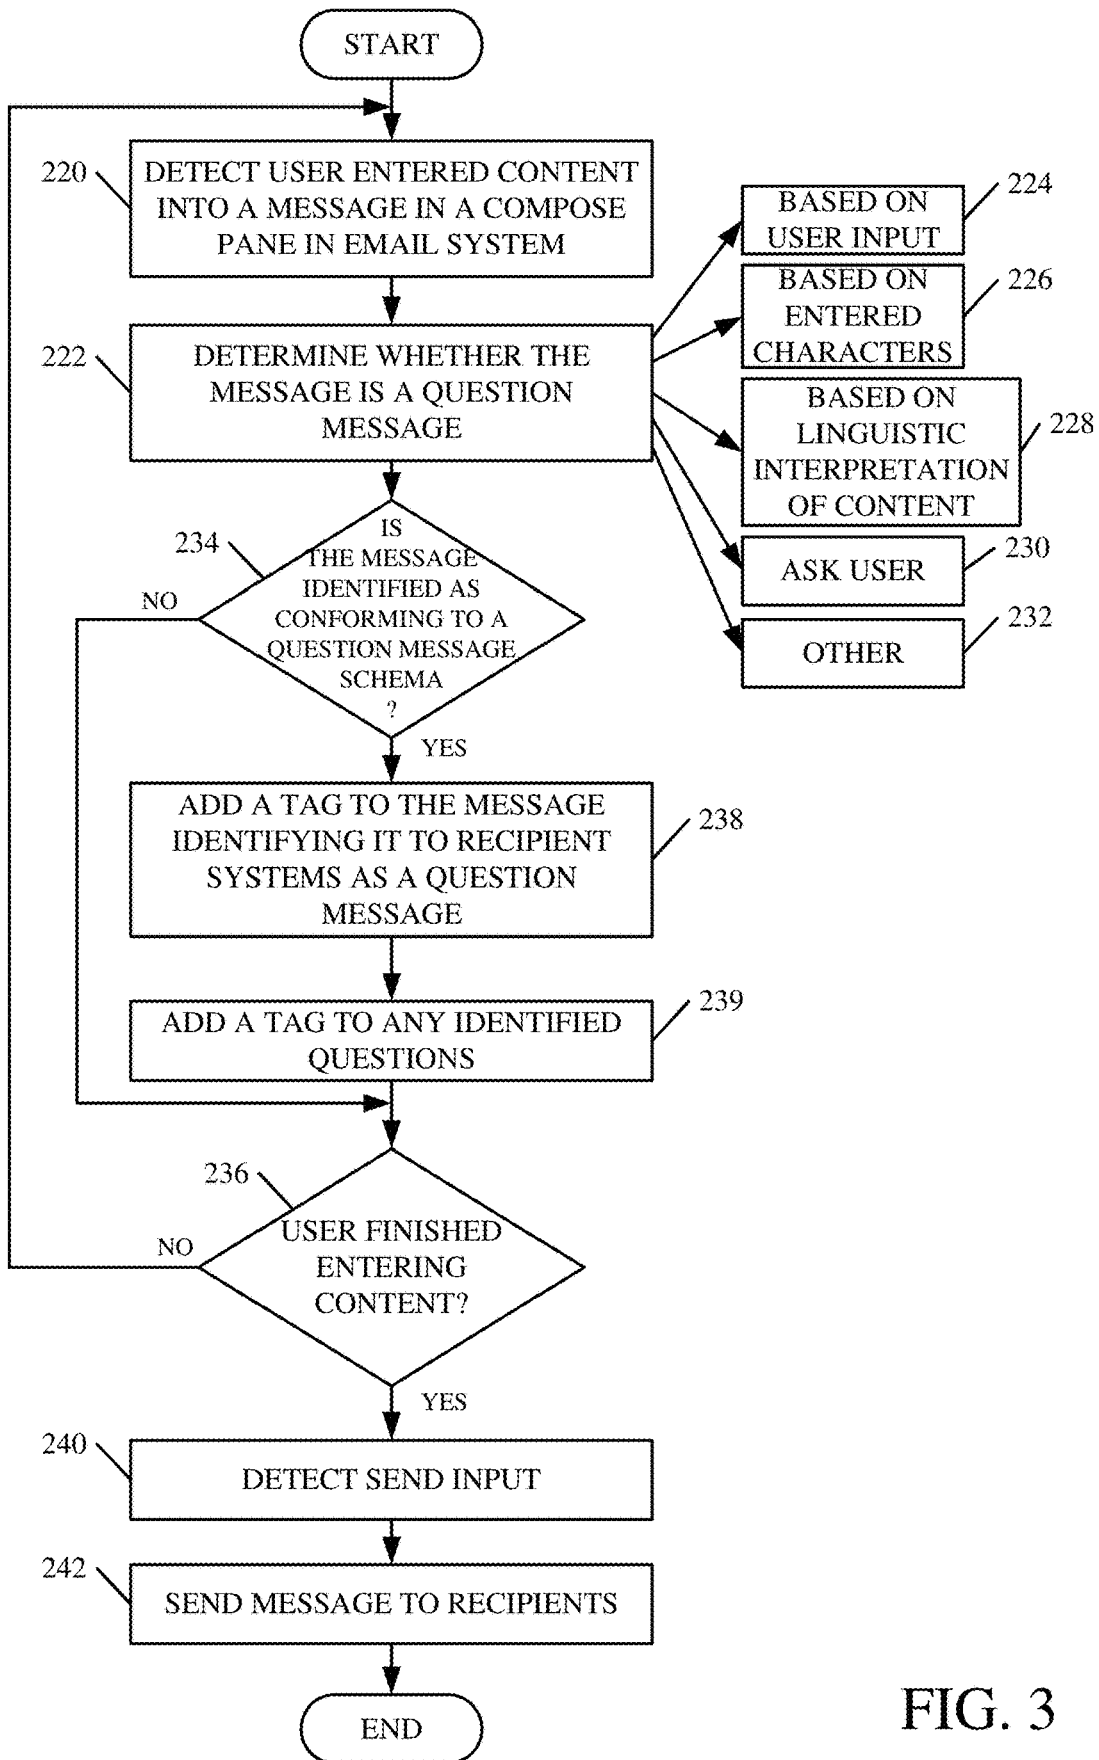 START
220
DETECT USER ENTERED CONTENT
INTO A MESSAGE IN A COMPOSE
PANE IN EMAIL SYSTEM
222
DETERMINE WHETHER THE
MESSAGE IS A QUESTION
MESSAGE
224
BASED ON
USER INPUT
226
BASED ON
ENTERED
CHARACTERS
228
BASED ON
LINGUISTIC
INTERPRETATION
OF CONTENT
230
ASK USER
232
OTHER
234
IS
THE MESSAGE
IDENTIFIED AS
CONFORMING TO A
QUESTION MESSAGE
SCHEMA
?
NO
YES
238
ADD A TAG TO THE MESSAGE
IDENTIFYING IT TO RECIPIENT
SYSTEMS AS A QUESTION
MESSAGE
239
ADD A TAG TO ANY IDENTIFIED
QUESTIONS
236
USER FINISHED
ENTERING
CONTENT?
NO
YES
240
DETECT SEND INPUT
242
SEND MESSAGE TO RECIPIENTS
END
FIG. 3